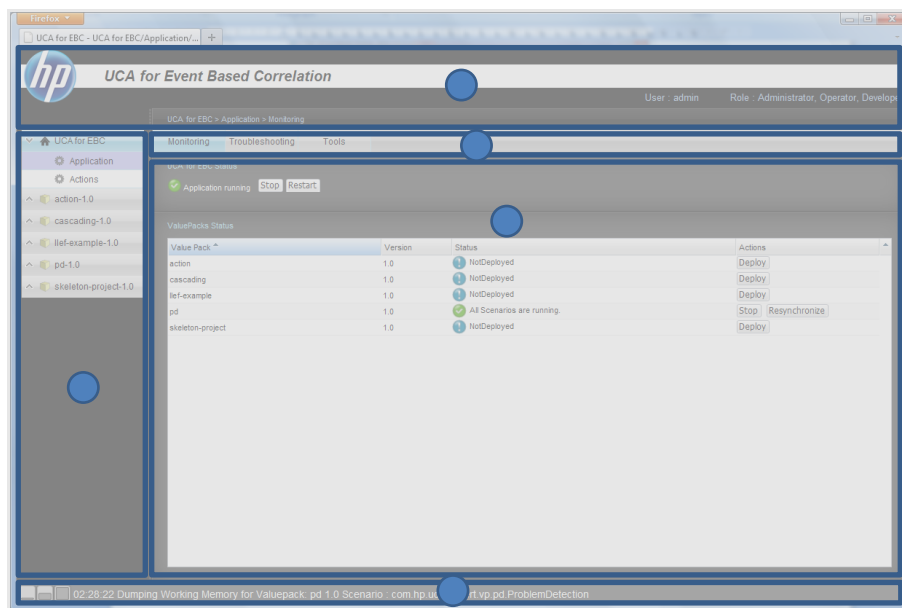 Firefox
UCA for EBC - UCA for EBC/Application/... +
hp
UCA for Event Based Correlation
User : admin Role : Administrator, Operator, Develope
UCA for EBC > Application > Monitoring
UCA for EBC
Application
Actions
action-1.0
cascading-1.0
llef-example-1.0
pd-1.0
skeleton-project-1.0
Monitoring Troubleshooting Tools
UCA for EBC Status
Application running Stop Restart
ValuePacks Status
Value Pack Version Status Actions
action 1.0 NotDeployed Deploy
cascading 1.0 NotDeployed Deploy
llef-example 1.0 NotDeployed Deploy
pd 1.0 All Scenarios are running. Stop Resynchronize
skeleton-project 1.0 NotDeployed Deploy
02:28:22 Dumping Working Memory for Valuepack: pd 1.0 Scenario : com.hp.uc rt.vp.pd.ProblemDetection